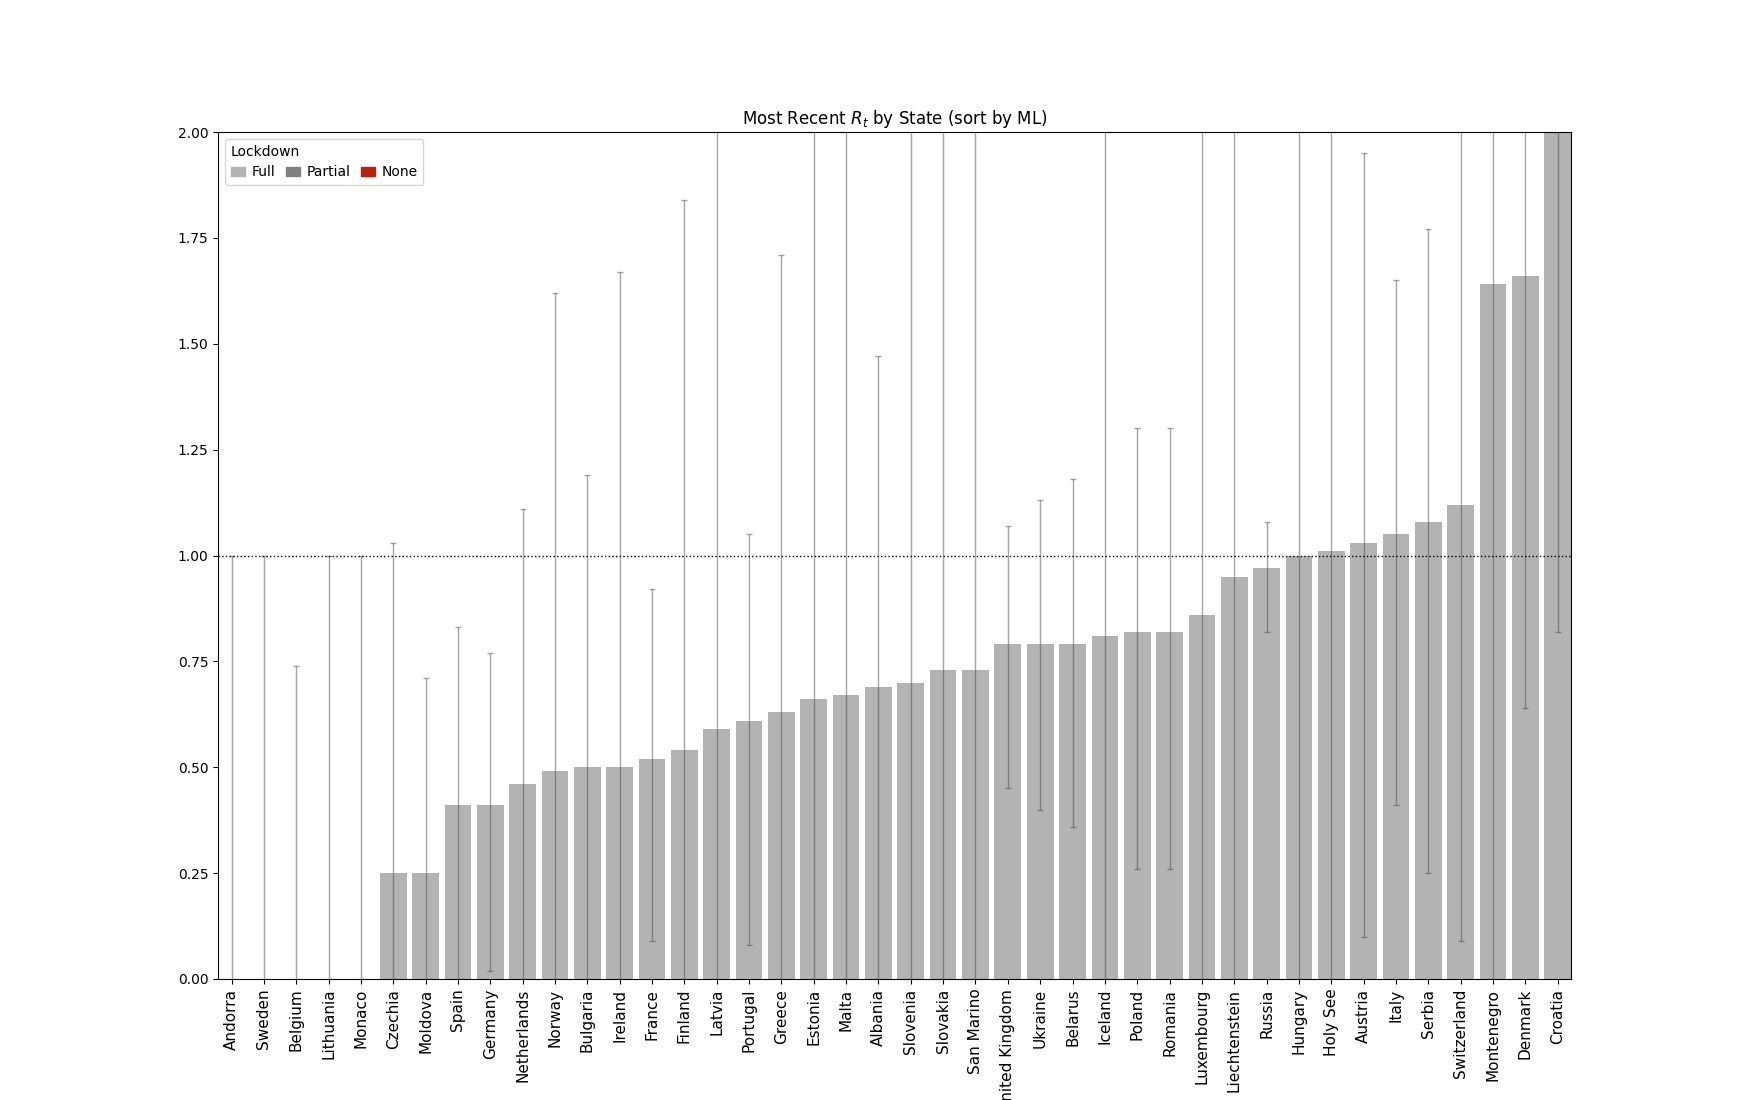 Most Recent Rt by State (sort by ML)
2.00
Lockdown
Full Partial None
1.75
1.50
1.25
1.00
0.75
0.50
0.25
0.00
Andorra
Sweden
Belgium
Lithuania
Monaco
Czechia
Moldova
Spain
Germany
Netherlands
Norway
Bulgaria
Ireland
France
Finland
Latvia
Portugal
Greece
Estonia
Malta
Albania
Slovenia
Slovakia
San Marino
nited Kingdom
Ukraine
Belarus
Iceland
Poland
Romania
Luxembourg
Liechtenstein
Russia
Hungary
Holy See
Austria
Italy
Serbia
Switzerland
Montenegro
Denmark
Croatia